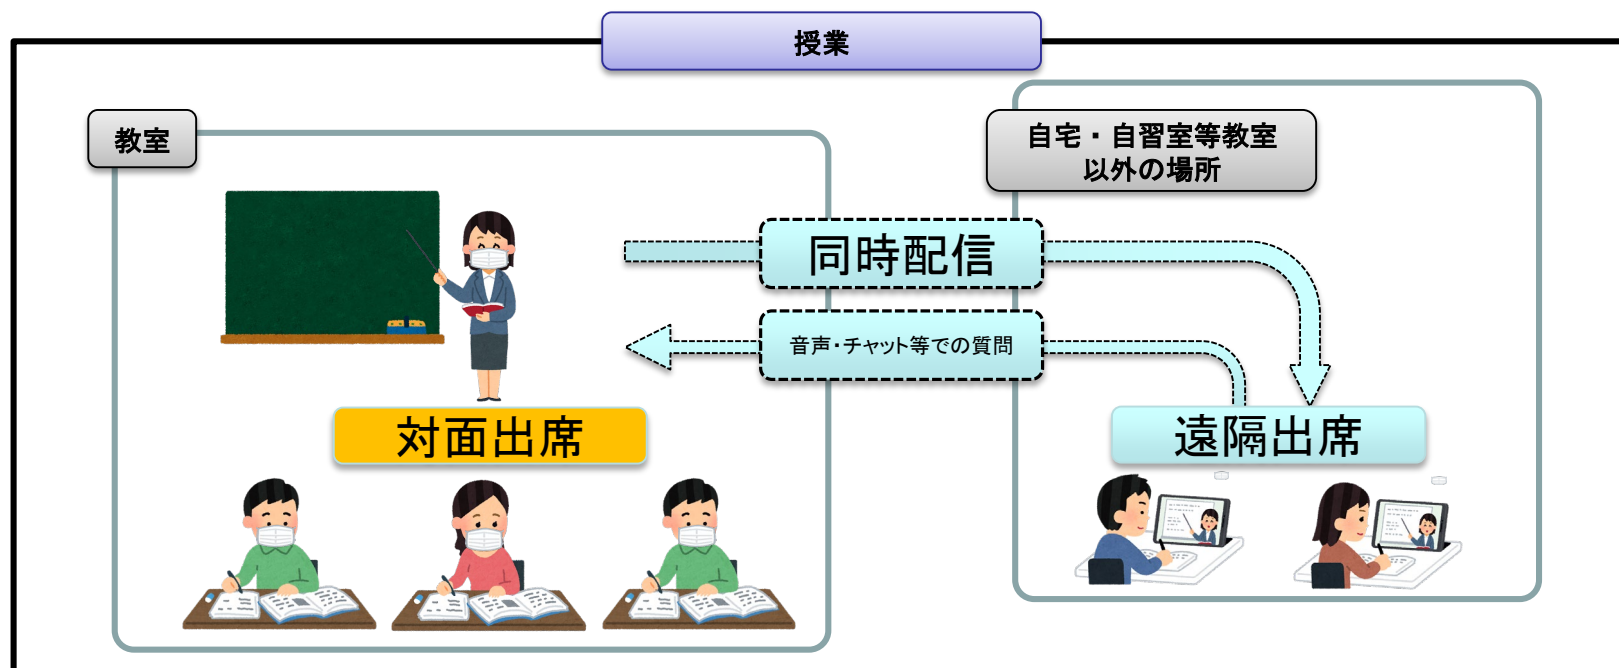 授業
教室
自宅・自習室等教室
以外の場所
同時配信
音声・チャット等での質問
対面出席
遠隔出席